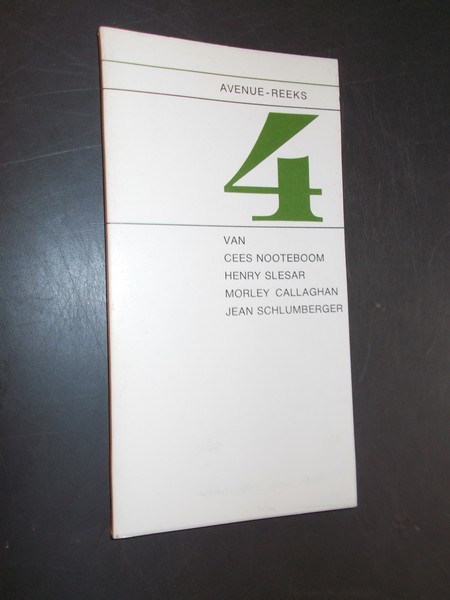 AVENUE-REEKS
4
VAN
CEES NOOTEBOOM
HENRY SLESAR
MORLEY CALLAGHAN
JEAN SCHLUMBERGER